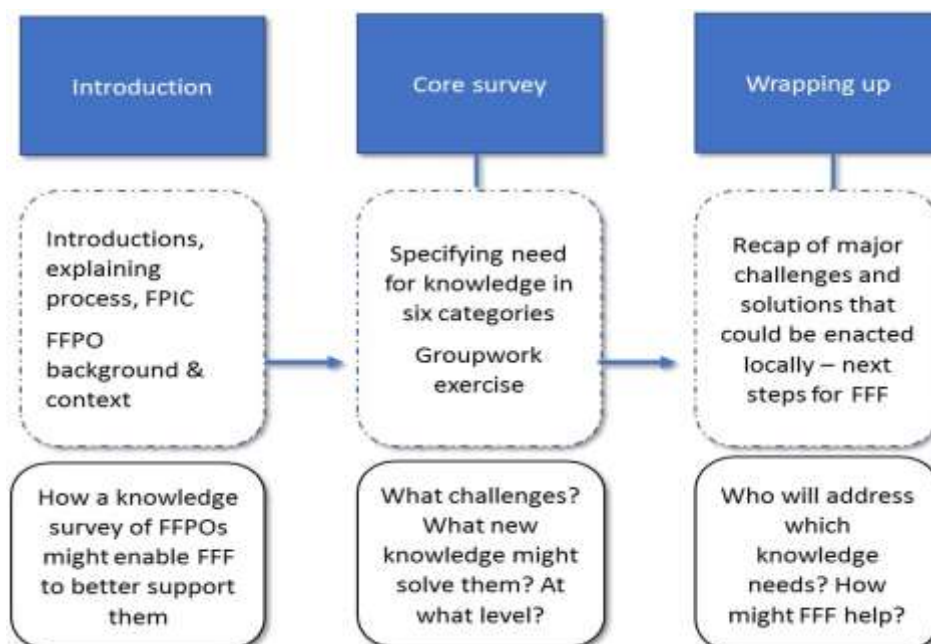 Introduction
Core survey
Wrapping up
Introductions,
explaining
process, FPIC
FFPO
background &
context
Specifying need
for knowledge in
six categories
Groupwork
exercise
Recap of major
challenges and
solutions that
could be enacted
locally – next
steps for FFF
How a knowledge
survey of FFPOs
might enable FFF
to better support
them
What challenges?
What new
knowledge might
solve them? At
what level?
Who will address
which
knowledge
needs? How
might FFF help?